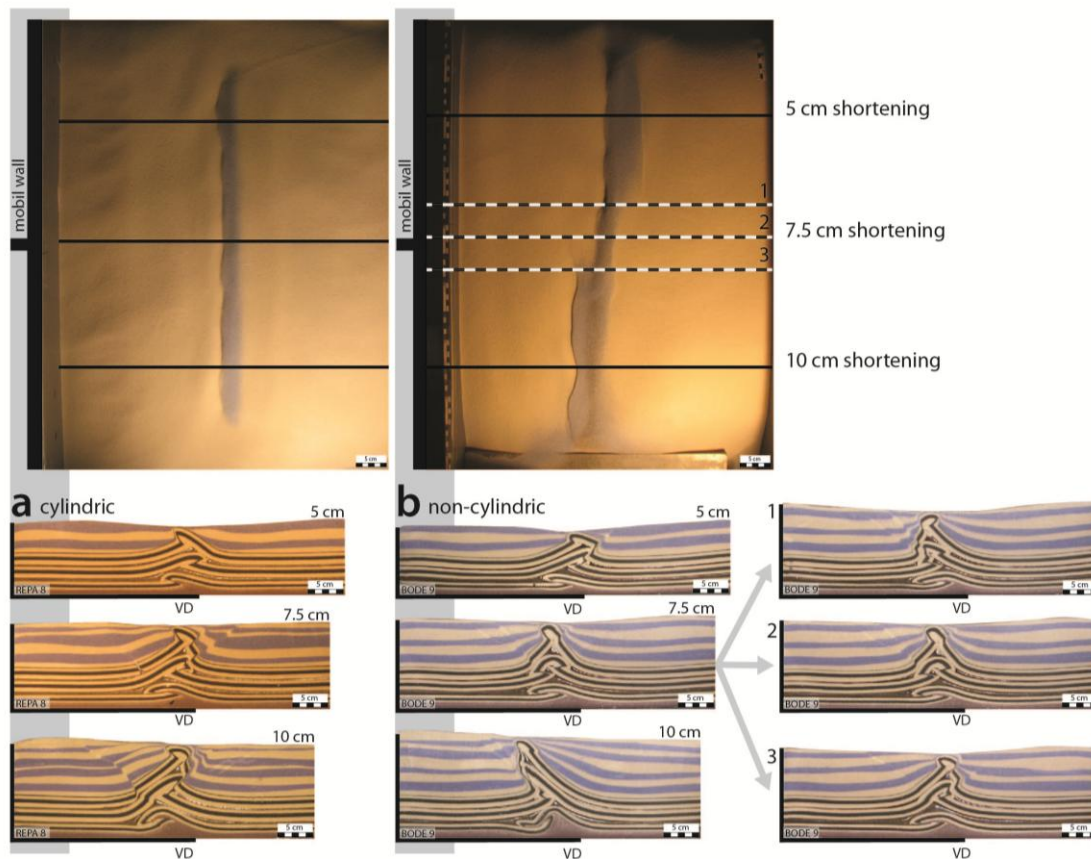 mobil wall
5 cm
mobil wall
1
2
3
5 cm
5 cm shortening
7.5 cm shortening
10 cm shortening
a cylindric
5 cm
REPA 8
5 cm
VD
7.5 cm
REPA 8
5 cm
VD
10 cm
REPA 8
5 cm
VD
b non-cylindric
5 cm
BODE 9
5 cm
VD
7.5 cm
BODE 9
5 cm
VD
10 cm
BODE 9
5 cm
VD
1
BODE 9
5 cm
VD
2
BODE 9
5 cm
VD
3
BODE 9
5 cm
VD